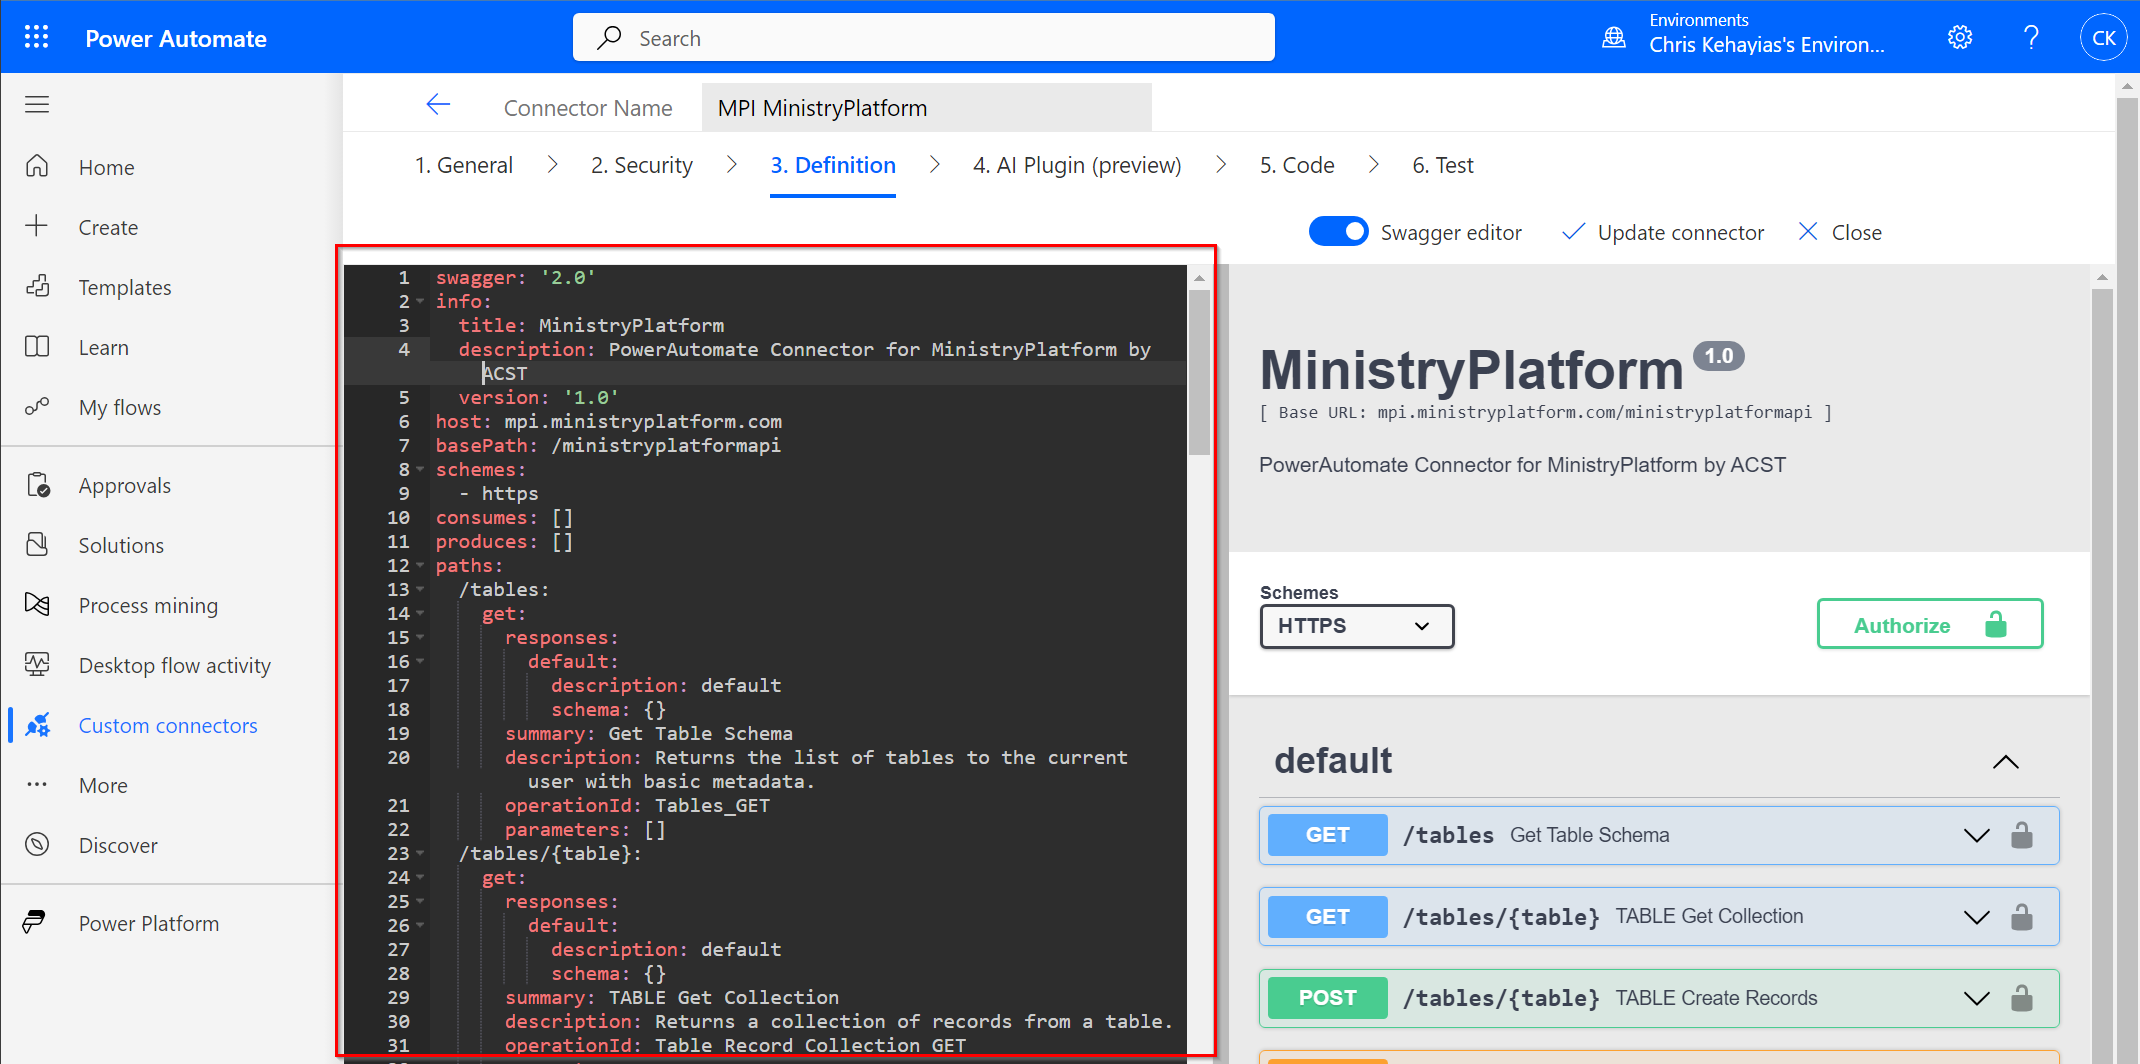 Power Automate
Search
Environments
Chris Kehayias's Environ...
CK
Connector Name
MPI MinistryPlatform
1. General
2. Security
3. Definition
4. AI Plugin (preview)
5. Code
6. Test
Swagger editor
Update connector
Close
Home
Create
Templates
Learn
My flows
Approvals
Solutions
Process mining
Desktop flow activity
Custom connectors
More
Discover
Power Platform
1 swagger: '2.0'
2 info:
3 title: MinistryPlatform
4 description: PowerAutomate Connector for MinistryPlatform by
ACST
5 version: '1.0'
6 host: mpi.ministryplatform.com
7 basePath: /ministryplatformapi
8 schemes:
9 - https
10 consumes: []
11 produces: []
12 paths:
13 /tables:
14 get:
15 responses:
16 default:
17 description: default
18 schema: {}
19 summary: Get Table Schema
20 description: Returns the list of tables to the current
user with basic metadata.
21 operationId: Tables_GET
22 parameters: []
23 /tables/{table}:
24 get:
25 responses:
26 default:
27 description: default
28 schema: {}
29 summary: TABLE Get Collection
30 description: Returns a collection of records from a table.
31 operationId: Table Record Collection GET
MinistryPlatform 1.0
[ Base URL: mpi.ministryplatform.com/ministryplatformapi ]
PowerAutomate Connector for MinistryPlatform by ACST
Schemes
HTTPS
Authorize
default
GET /tables Get Table Schema
GET /tables/{table} TABLE Get Collection
POST /tables/{table} TABLE Create Records